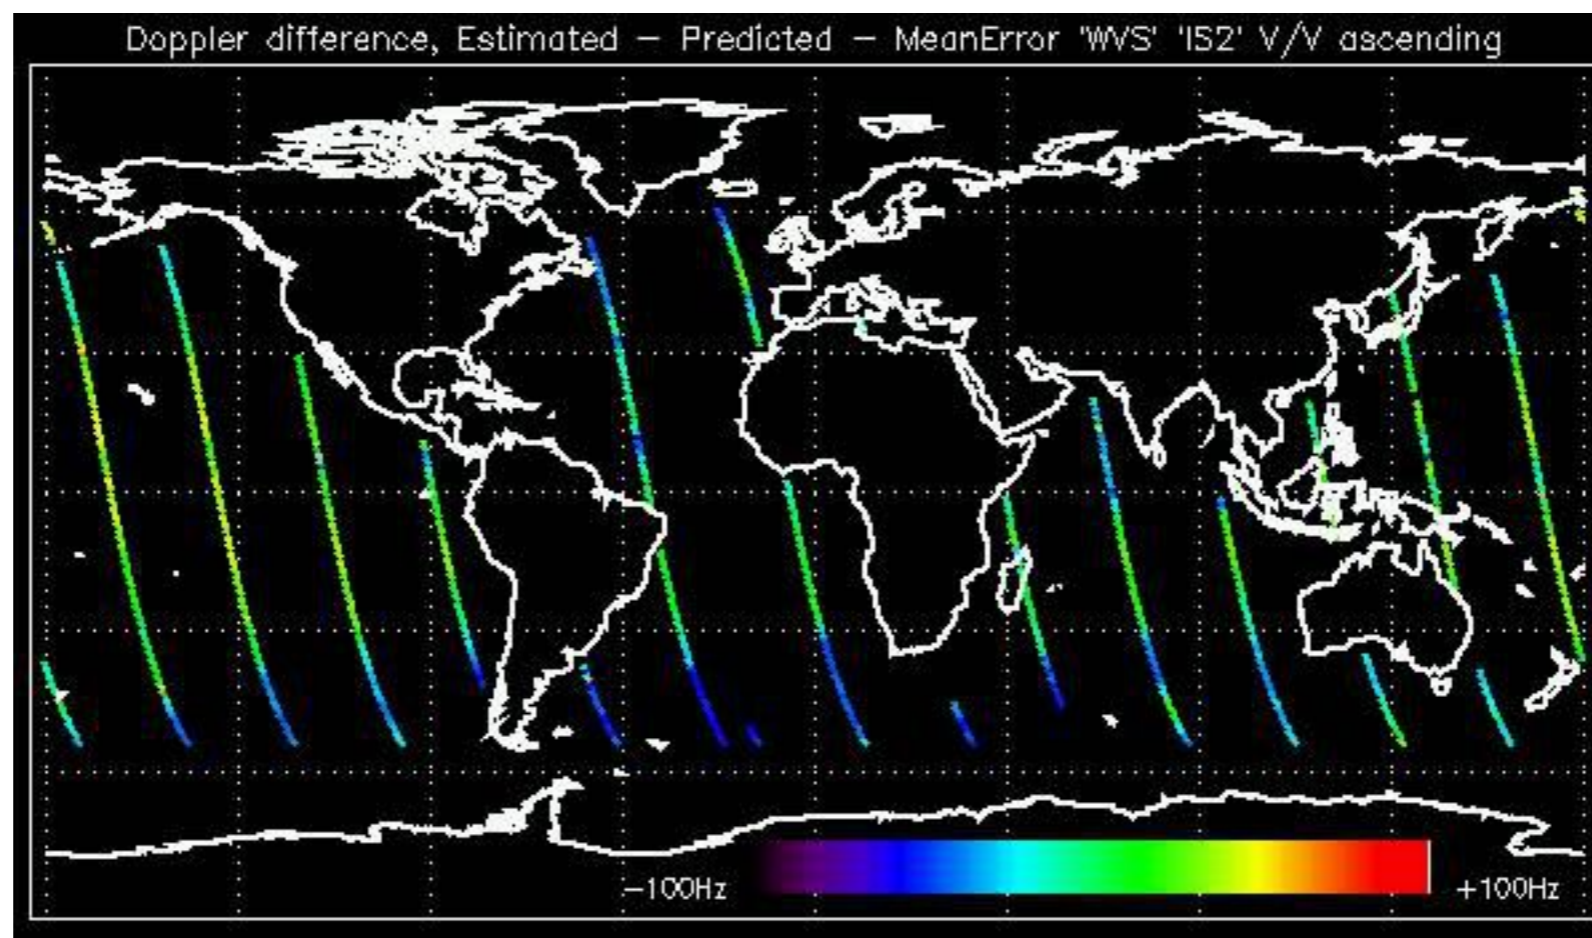 Doppler difference, Estimated – Predicted – MeanError 'WVS' 'IS2' V/V ascending
−100Hz +100Hz